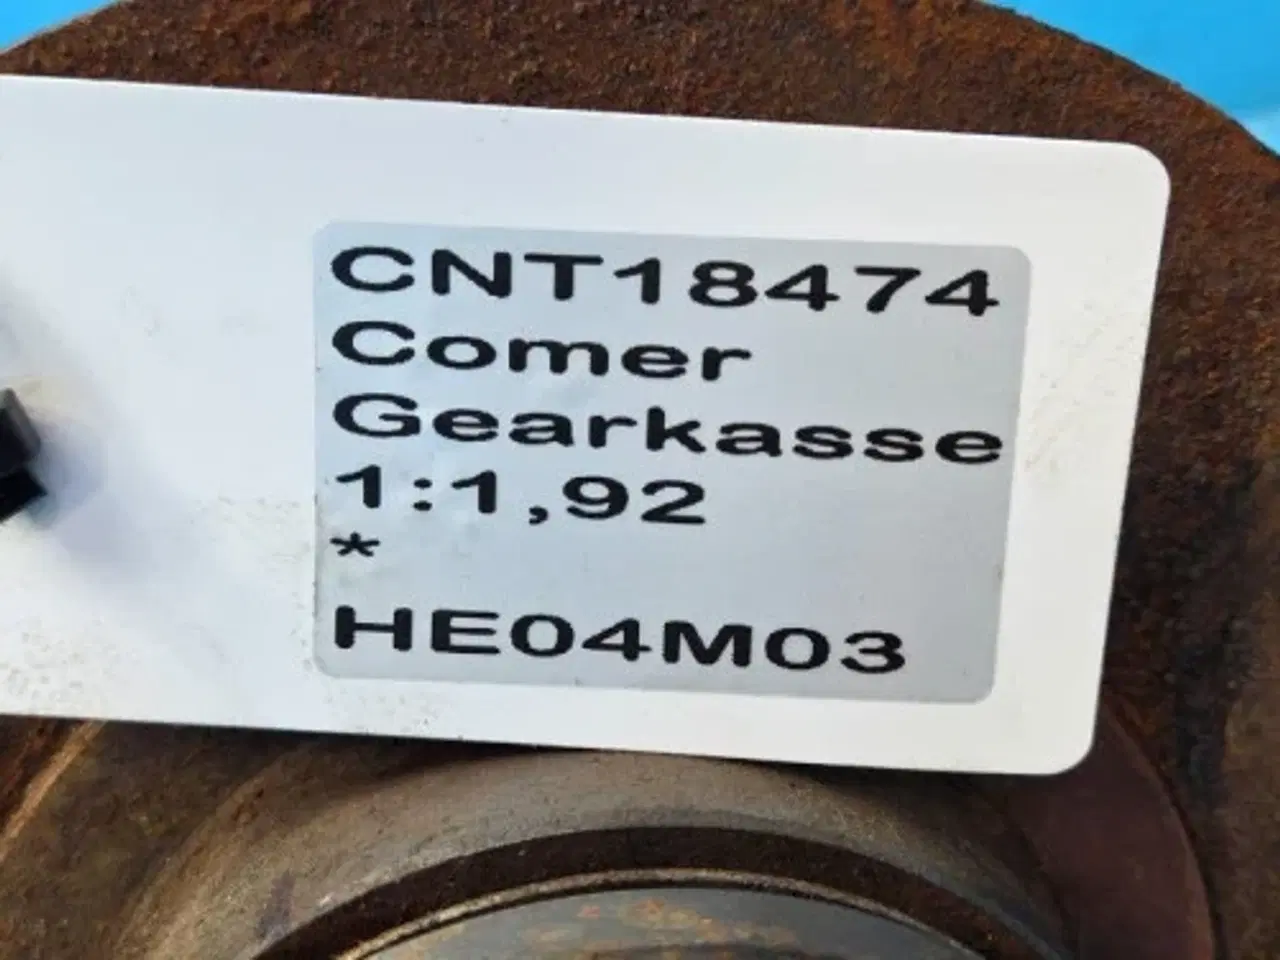 CNT18474
Comer
Gearkasse
1:1,92
*
HE04M03